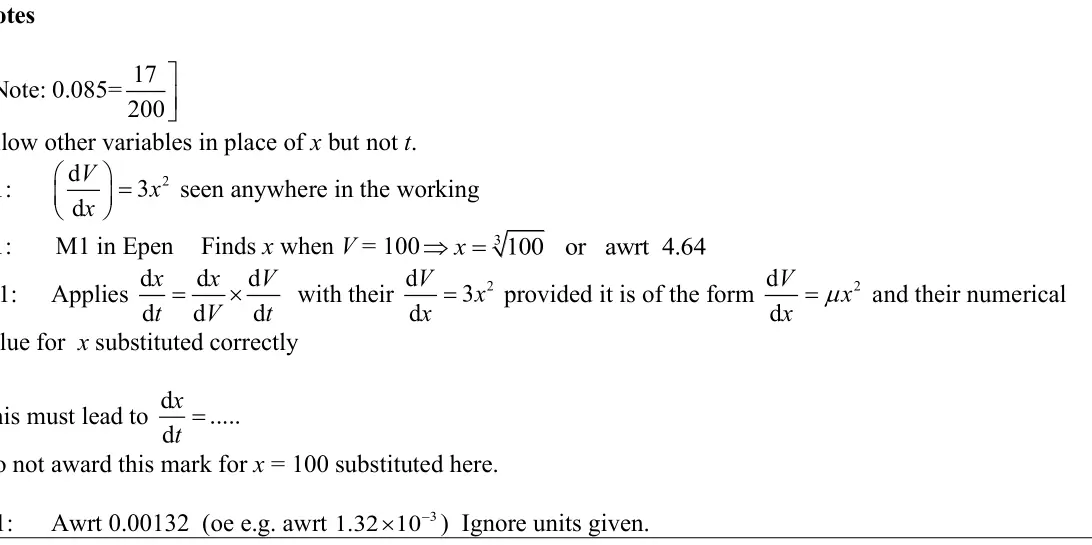 otes
Note: 0.085= 17/200 ]
low other variables in place of x but not t.
1: (dV/dx) = 3x² seen anywhere in the working
1: M1 in Epen Finds x when V = 100 ⇒ x = ∛100 or awrt 4.64
1: Applies dx/dt = dx/dV × dV/dt with their dV/dx = 3x² provided it is of the form dV/dx = μx² and their numerical
lue for x substituted correctly
is must lead to dx/dt = .....
o not award this mark for x = 100 substituted here.
1: Awrt 0.00132 (oe e.g. awrt 1.32×10⁻³) Ignore units given.